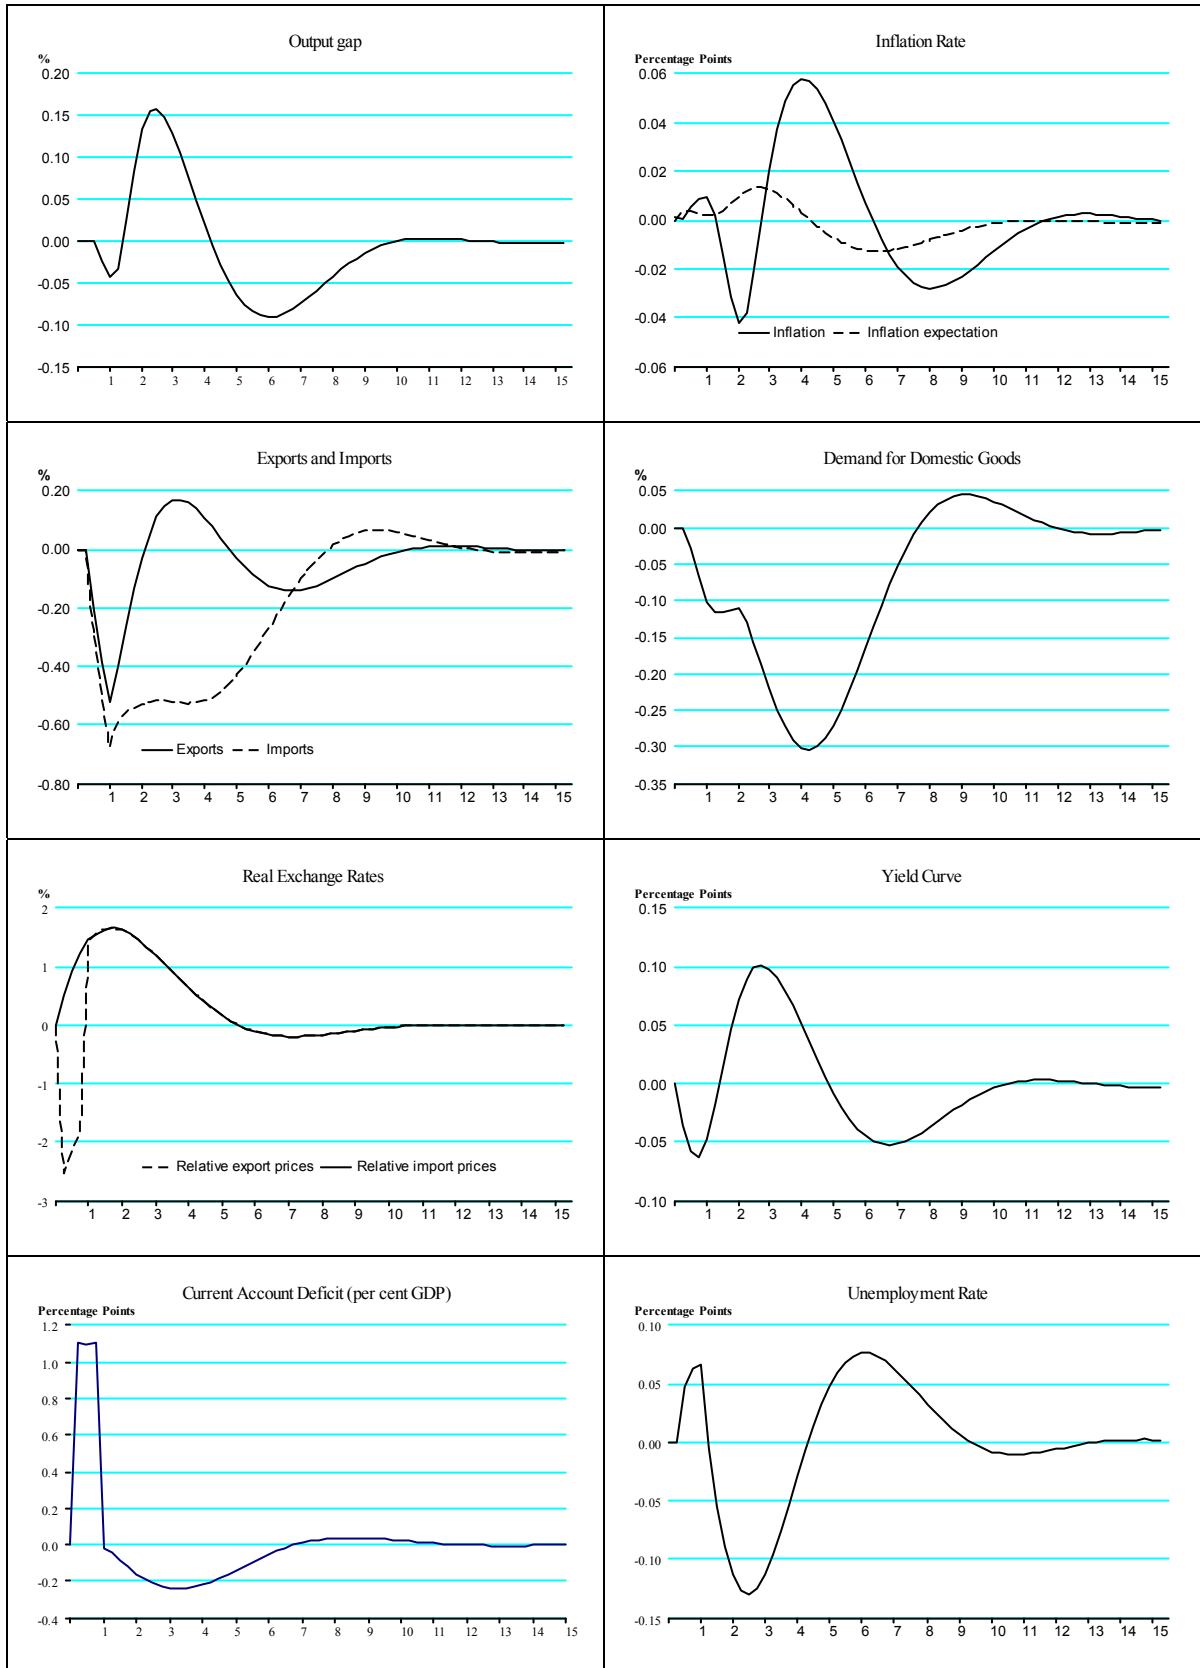 Output gap
%
0.20
0.15
0.10
0.05
0.00
-0.05
-0.10
-0.15
1 2 3 4 5 6 7 8 9 10 11 12 13 14 15
Inflation Rate
Percentage Points
0.06
0.04
0.02
0.00
-0.02
-0.04
Inflation Inflation expectation
-0.06
1 2 3 4 5 6 7 8 9 10 11 12 13 14 15
Exports and Imports
%
0.20
0.00
-0.20
-0.40
-0.60
Exports Imports
-0.80
1 2 3 4 5 6 7 8 9 10 11 12 13 14 15
Demand for Domestic Goods
%
0.05
0.00
-0.05
-0.10
-0.15
-0.20
-0.25
-0.30
-0.35
1 2 3 4 5 6 7 8 9 10 11 12 13 14 15
Real Exchange Rates
%
2
1
0
-1
-2
Relative export prices Relative import prices
-3
1 2 3 4 5 6 7 8 9 10 11 12 13 14 15
Yield Curve
Percentage Points
0.15
0.10
0.05
0.00
-0.05
-0.10
1 2 3 4 5 6 7 8 9 10 11 12 13 14 15
Current Account Deficit (per cent GDP)
Percentage Points
1.2
1.0
0.8
0.6
0.4
0.2
0.0
-0.2
-0.4
1 2 3 4 5 6 7 8 9 10 11 12 13 14 15
Unemployment Rate
Percentage Points
0.10
0.05
0.00
-0.05
-0.10
-0.15
1 2 3 4 5 6 7 8 9 10 11 12 13 14 15